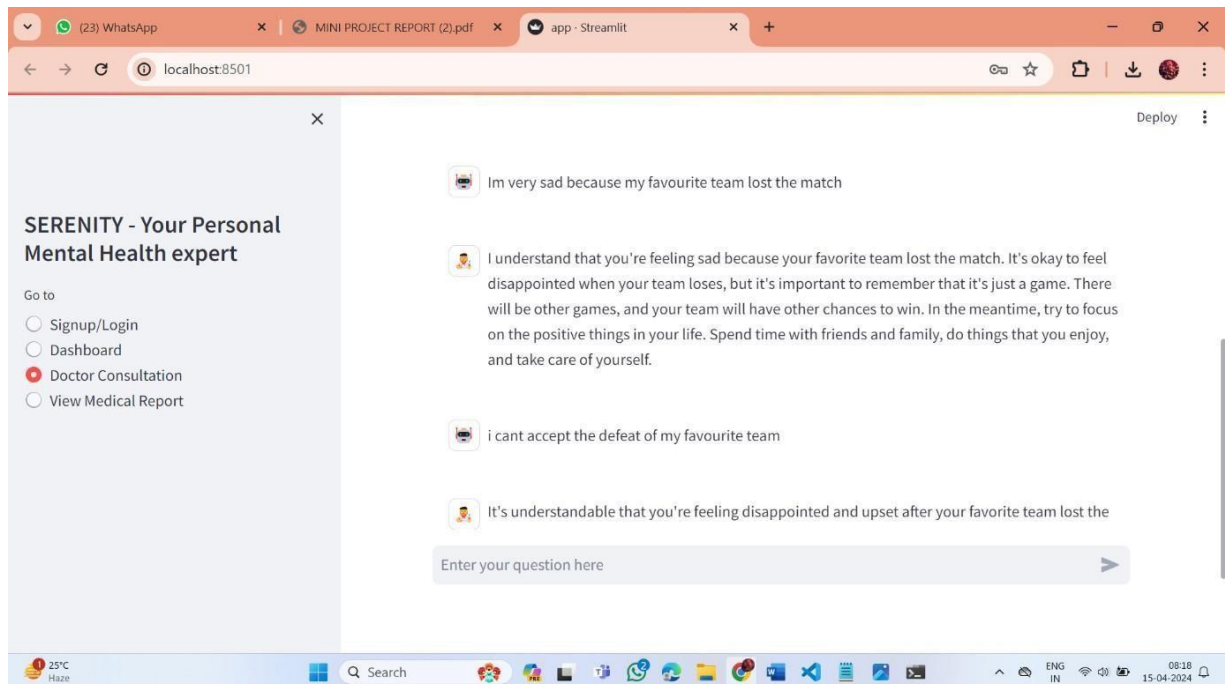 (23) WhatsApp
MINI PROJECT REPORT (2).pdf
app · Streamlit
localhost:8501
Deploy
SERENITY - Your Personal
Mental Health expert
Go to
Signup/Login
Dashboard
Doctor Consultation
View Medical Report
Im very sad because my favourite team lost the match
I understand that you're feeling sad because your favorite team lost the match. It's okay to feel
disappointed when your team loses, but it's important to remember that it's just a game. There
will be other games, and your team will have other chances to win. In the meantime, try to focus
on the positive things in your life. Spend time with friends and family, do things that you enjoy,
and take care of yourself.
i cant accept the defeat of my favourite team
It's understandable that you're feeling disappointed and upset after your favorite team lost the
Enter your question here
1
25°C
Haze
Search
PRE
2
ENG
IN
08:18
15-04-2024